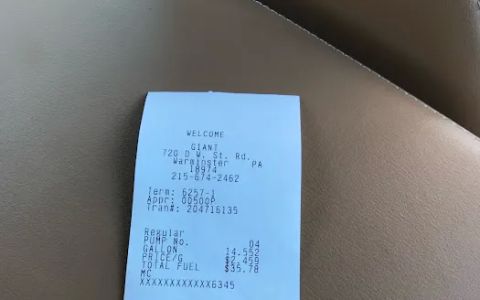 WELCOME
GIANT
720 D W. St. Rd.
Warminster PA
18974
215-674-2462
Term: 6257-1
Appr: 00500P
Tran#: 204716135
Regular
PUMP No. 04
GALLON 14.552
PRICE/G $2.459
TOTAL FUEL $35.78
MC
XXXXXXXXXXXX6345